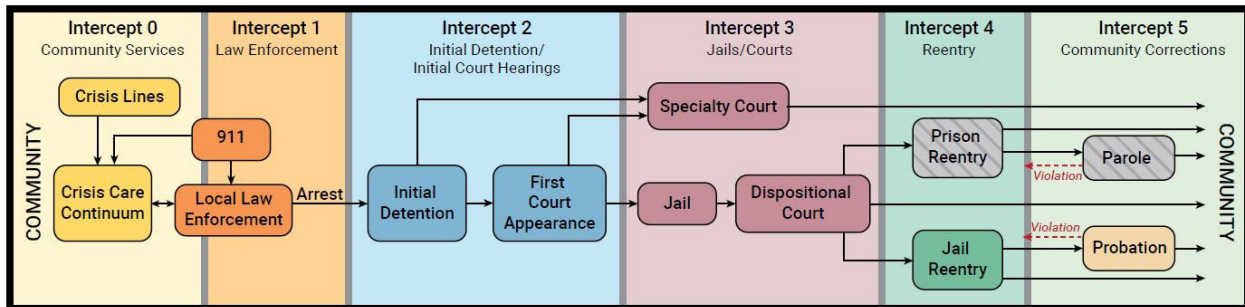 Intercept 0
Community Services
Intercept 1
Law Enforcement
Intercept 2
Initial Detention/
Initial Court Hearings
Intercept 3
Jails/Courts
Intercept 4
Reentry
Intercept 5
Community Corrections
COMMUNITY
Crisis Lines
911
Crisis Care
Continuum
Local Law
Enforcement
Arrest
Initial
Detention
First
Court
Appearance
Specialty Court
Jail
Dispositional
Court
Prison
Reentry
Violation
Parole
Jail
Reentry
Violation
Probation
COMMUNITY